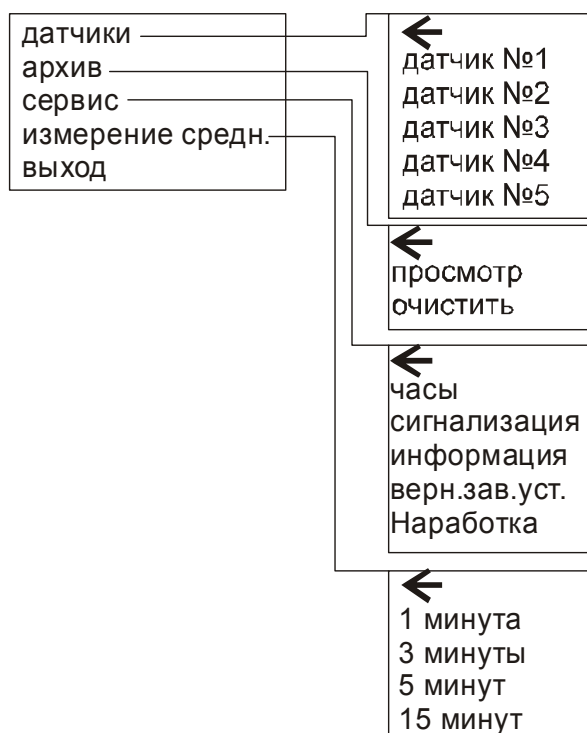 датчики
архив
сервис
измерение средн.
выход
датчик №1
датчик №2
датчик №3
датчик №4
датчик №5
просмотр
очистить
часы
сигнализация
информация
верн.зав.уст.
Наработка
1 минута
3 минуты
5 минут
15 минут